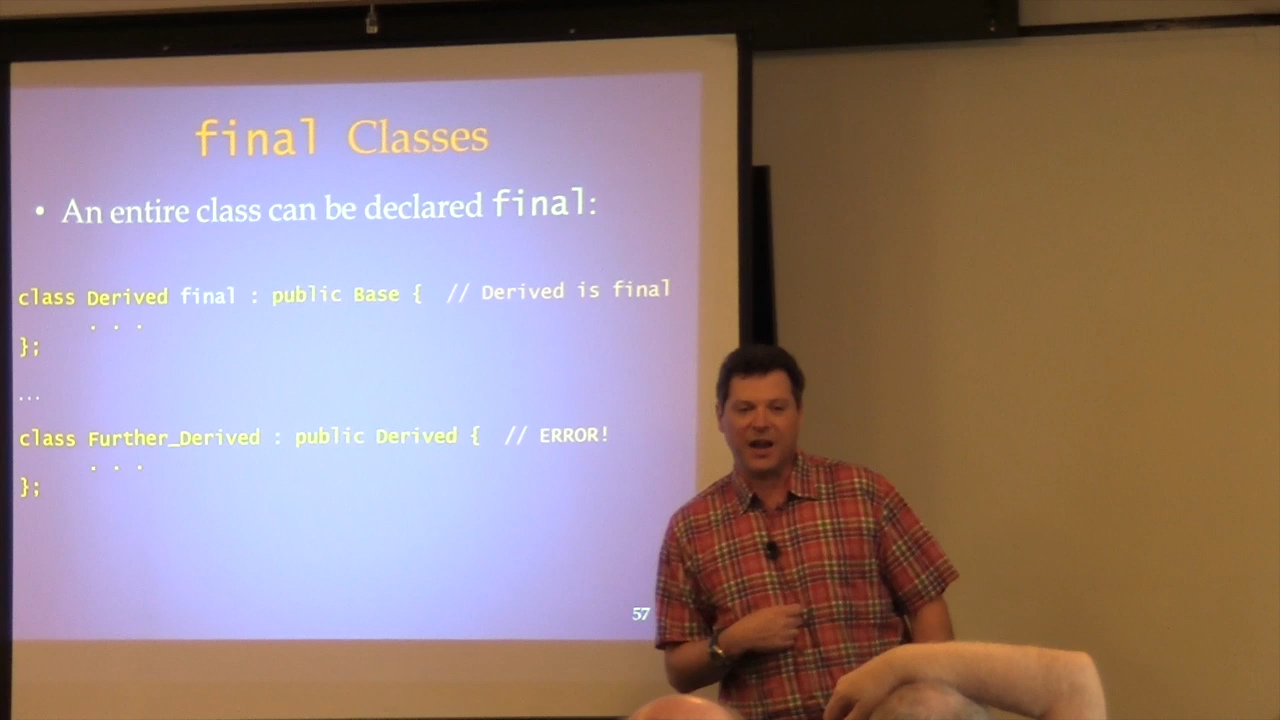 final Classes
• An entire class can be declared final:
class Derived final : public Base {  // Derived is final
. . .
};
...
class Further_Derived : public Derived {  // ERROR!
. . .
};
57